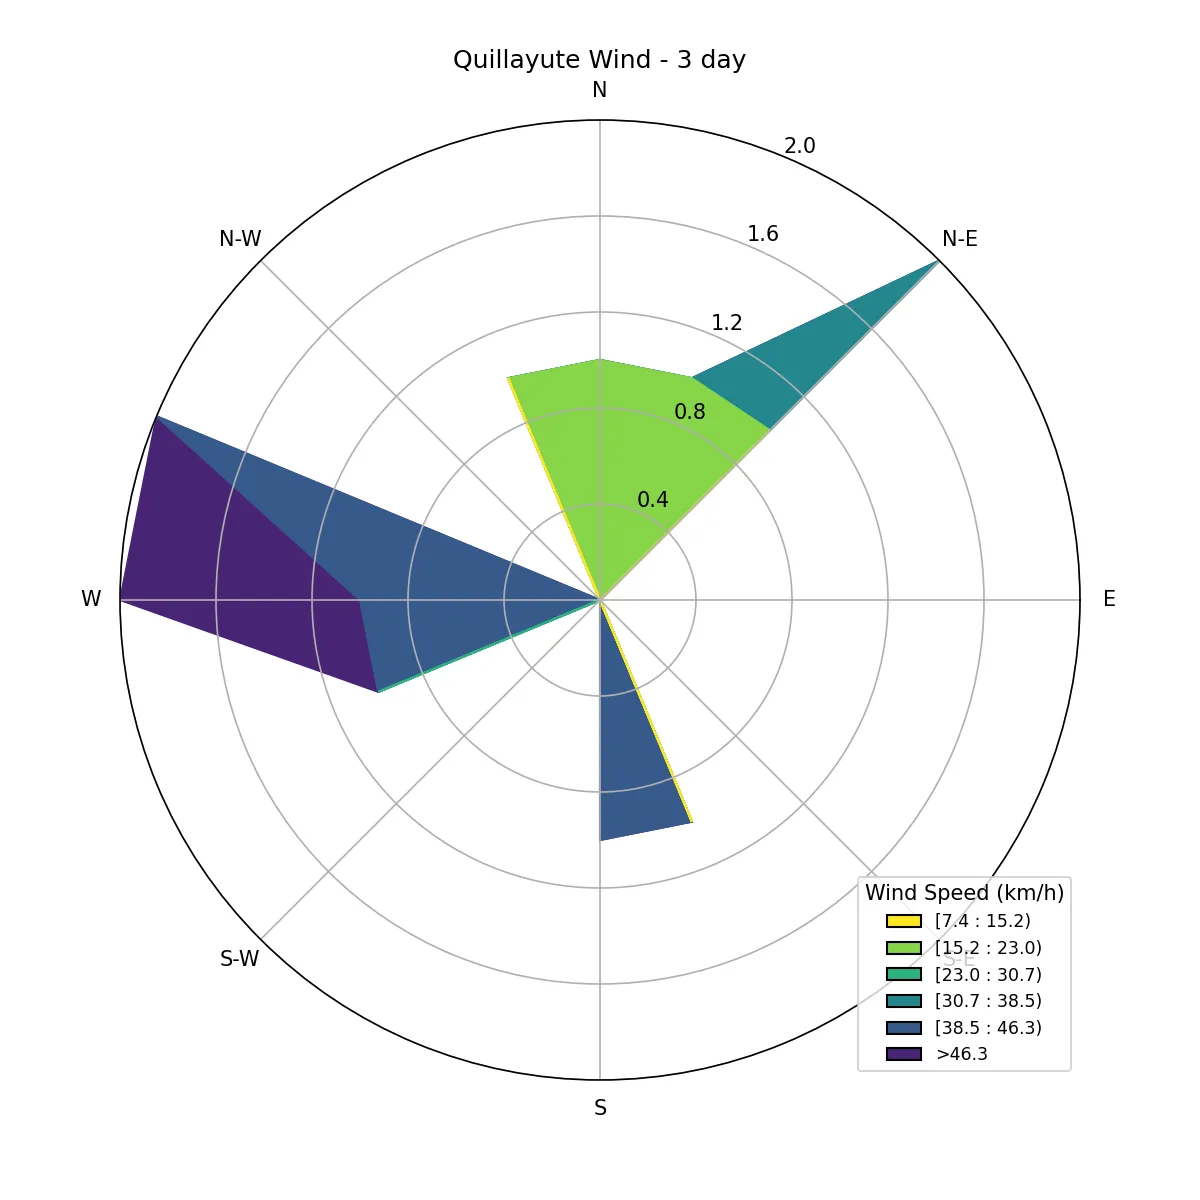 Quillayute Wind - 3 day
N
2.0
1.6
N-W
N-E
1.2
0.8
0.4
W
E
S-W
S-E
S
Wind Speed (km/h)
[7.4 : 15.2)
[15.2 : 23.0)
[23.0 : 30.7)
[30.7 : 38.5)
[38.5 : 46.3)
>46.3